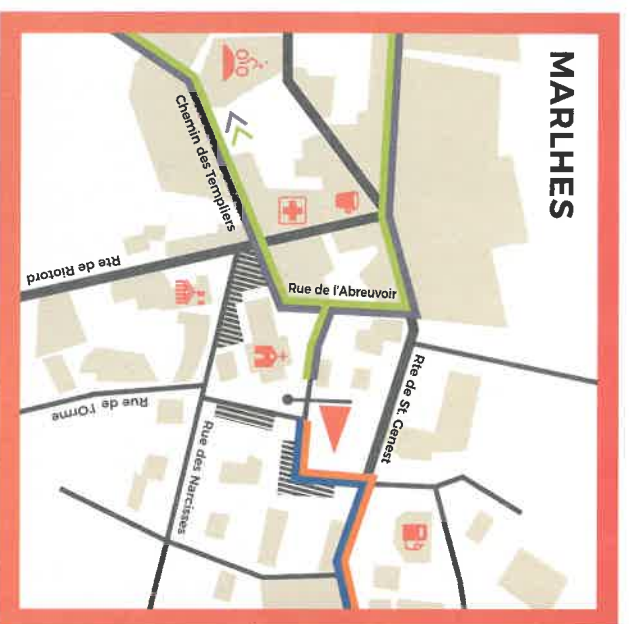 MARLHES
Chemin des Templiers
Rte de Riotord
Rue de l'Abreuvoir
Rte de St. Genest
Rue de l'Orme
Rue des Narcisses